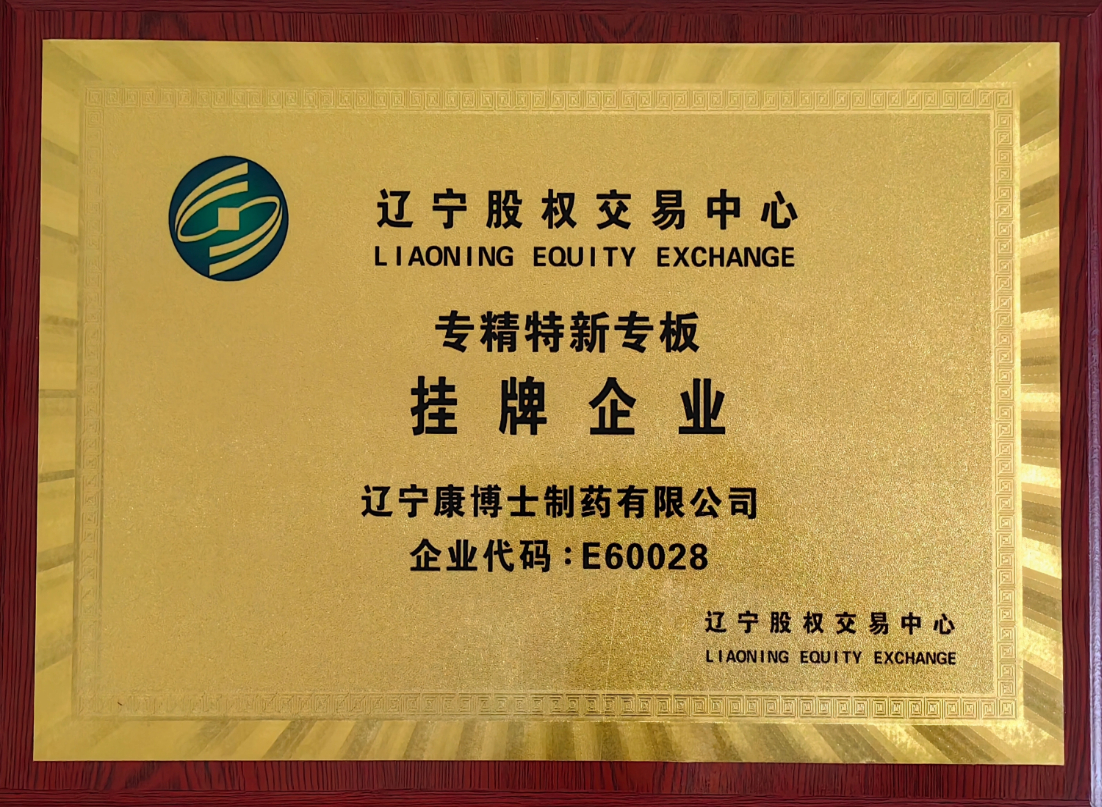 辽宁股权交易中心
LIAONING EQUITY EXCHANGE
专精特新专板
挂牌企业
辽宁康博士制药有限公司
企业代码:E60028
辽宁股权交易中心
LIAONING EQUITY EXCHANGE